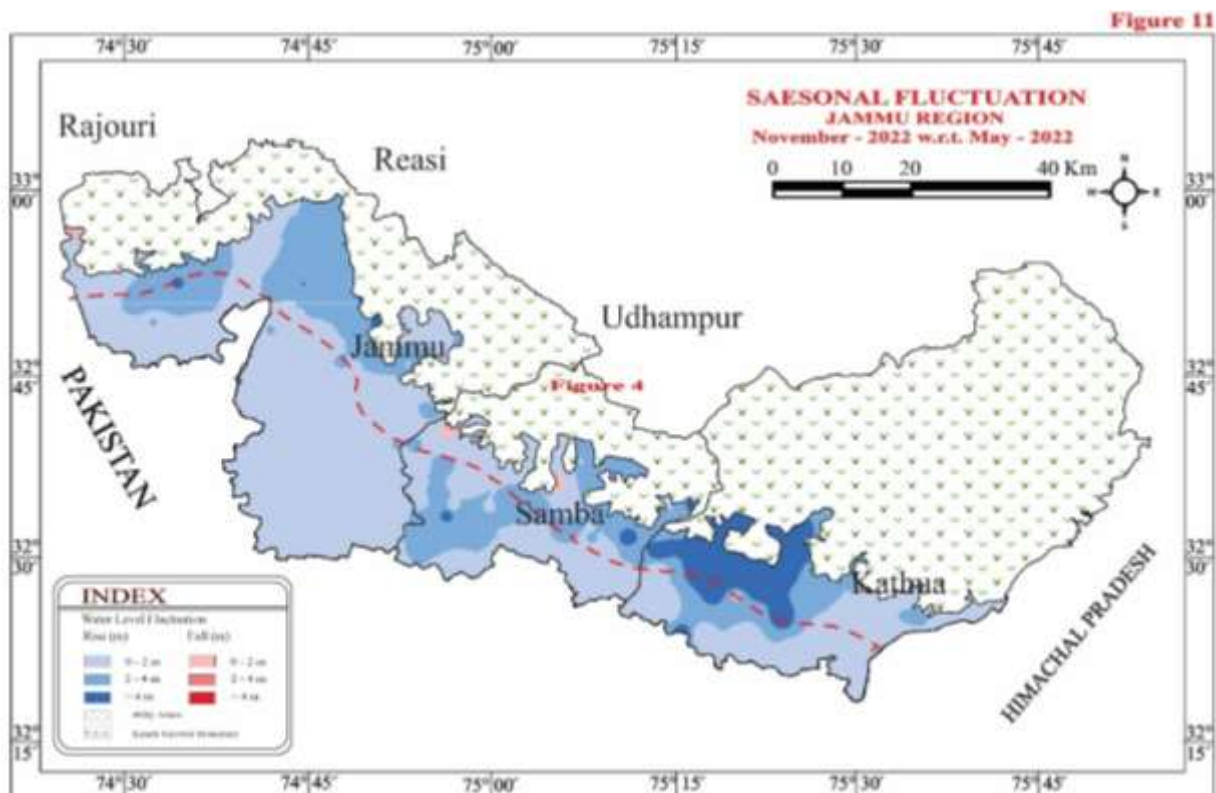 Figure 11
74°30' 74°45' 75°00' 75°15' 75°30' 75°45'
SAESONAL FLUCTUATION
JAMMU REGION
November - 2022 w.r.t. May - 2022
0 10 20 40 Km
N
W E
S
33°
00'
33°
00'
Rajouri
Reasi
Udhampur
Jammu
Figure 4
32°
45'
32°
45'
PAKISTAN
Samba
Kathua
32°
30'
32°
30'
HIMACHAL PRADESH
INDEX
Water Level Fluctuation
Rise (m) Fall (m)
0 - 2 m 0 - 2 m
2 - 4 m 2 - 4 m
> 4 m > 4 m
Hilly Areas
32°
15'
32°
15'
74°30' 74°45' 75°00' 75°15' 75°30' 75°45'